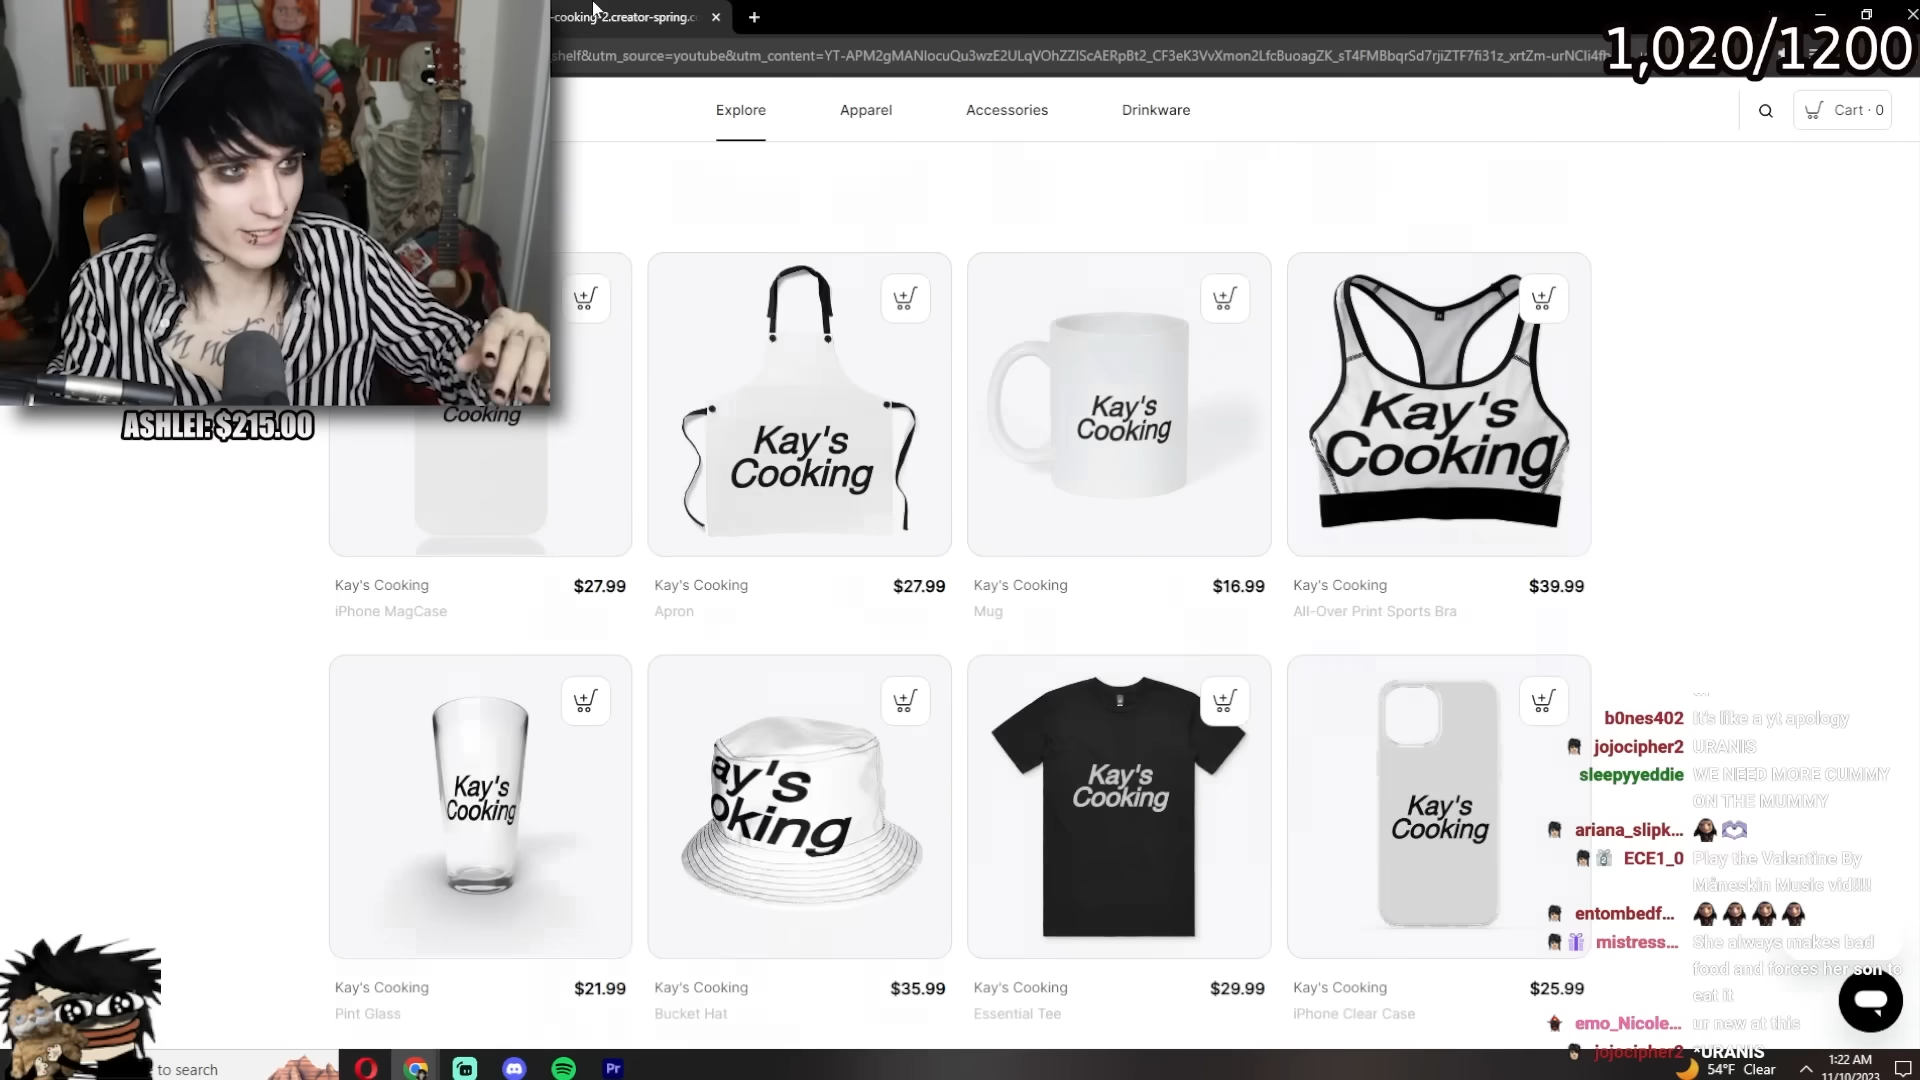 -cooking-2.creator-spring.c
shelf&utm_source=youtube&utm_content=YT-APM2gMANIocuQu3wzE2ULqVOhZZIScAERpBt2_CF3eK3VvXmon2LfcBuoagZK_sT4FMBbqrSd7rjiZTF7fi31z_xrtZm-urNCIi4f
1,020/1200
Explore
Apparel
Accessories
Drinkware
Cart · 0
ASHLEI: $215.00
Cooking
Kay's
Cooking
Kay's
Cooking
Kay's
Cooking
Kay's Cooking
$27.99
Kay's Cooking
$27.99
Kay's Cooking
$16.99
Kay's Cooking
$39.99
iPhone MagCase
Apron
Mug
All-Over Print Sports Bra
Kay's
Cooking
ay's
oking
Kay's
Cooking
Kay's
Cooking
Kay's Cooking
$21.99
Kay's Cooking
$35.99
Kay's Cooking
$29.99
Kay's Cooking
$25.99
Pint Glass
Bucket Hat
Essential Tee
iPhone Clear Case
b0nes402 It's like a yt apology
jojocipher2 URANIS
sleepyyeddie WE NEED MORE CUMMY
ON THE MUMMY
ariana_slipk...
ECE1_0 Play the Valentine By
Måneskin Music vid!!!!
entombedf...
mistress... She always makes bad
food and forces her son to
eat it
emo_Nicole... ur new at this
jojocipher2 *URANIS
to search
Pr
54°F Clear
1:22 AM
11/10/2023